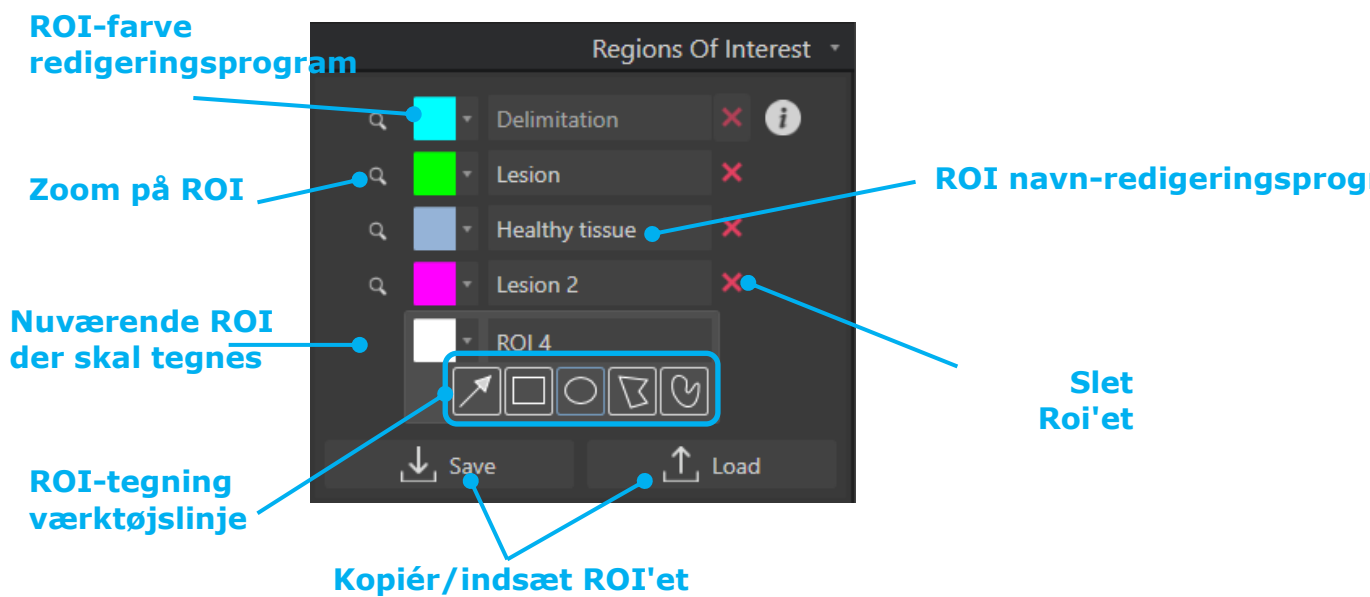 ROI-farve
redigeringsprogram
Regions Of Interest
Delimitation
Zoom på ROI
Lesion
ROI navn-redigeringsprogr
Healthy tissue
Lesion 2
Nuværende ROI
der skal tegnes
ROI 4
Slet
Roi'et
Save
Load
ROI-tegning
værktøjslinje
Kopiér/indsæt ROI'et